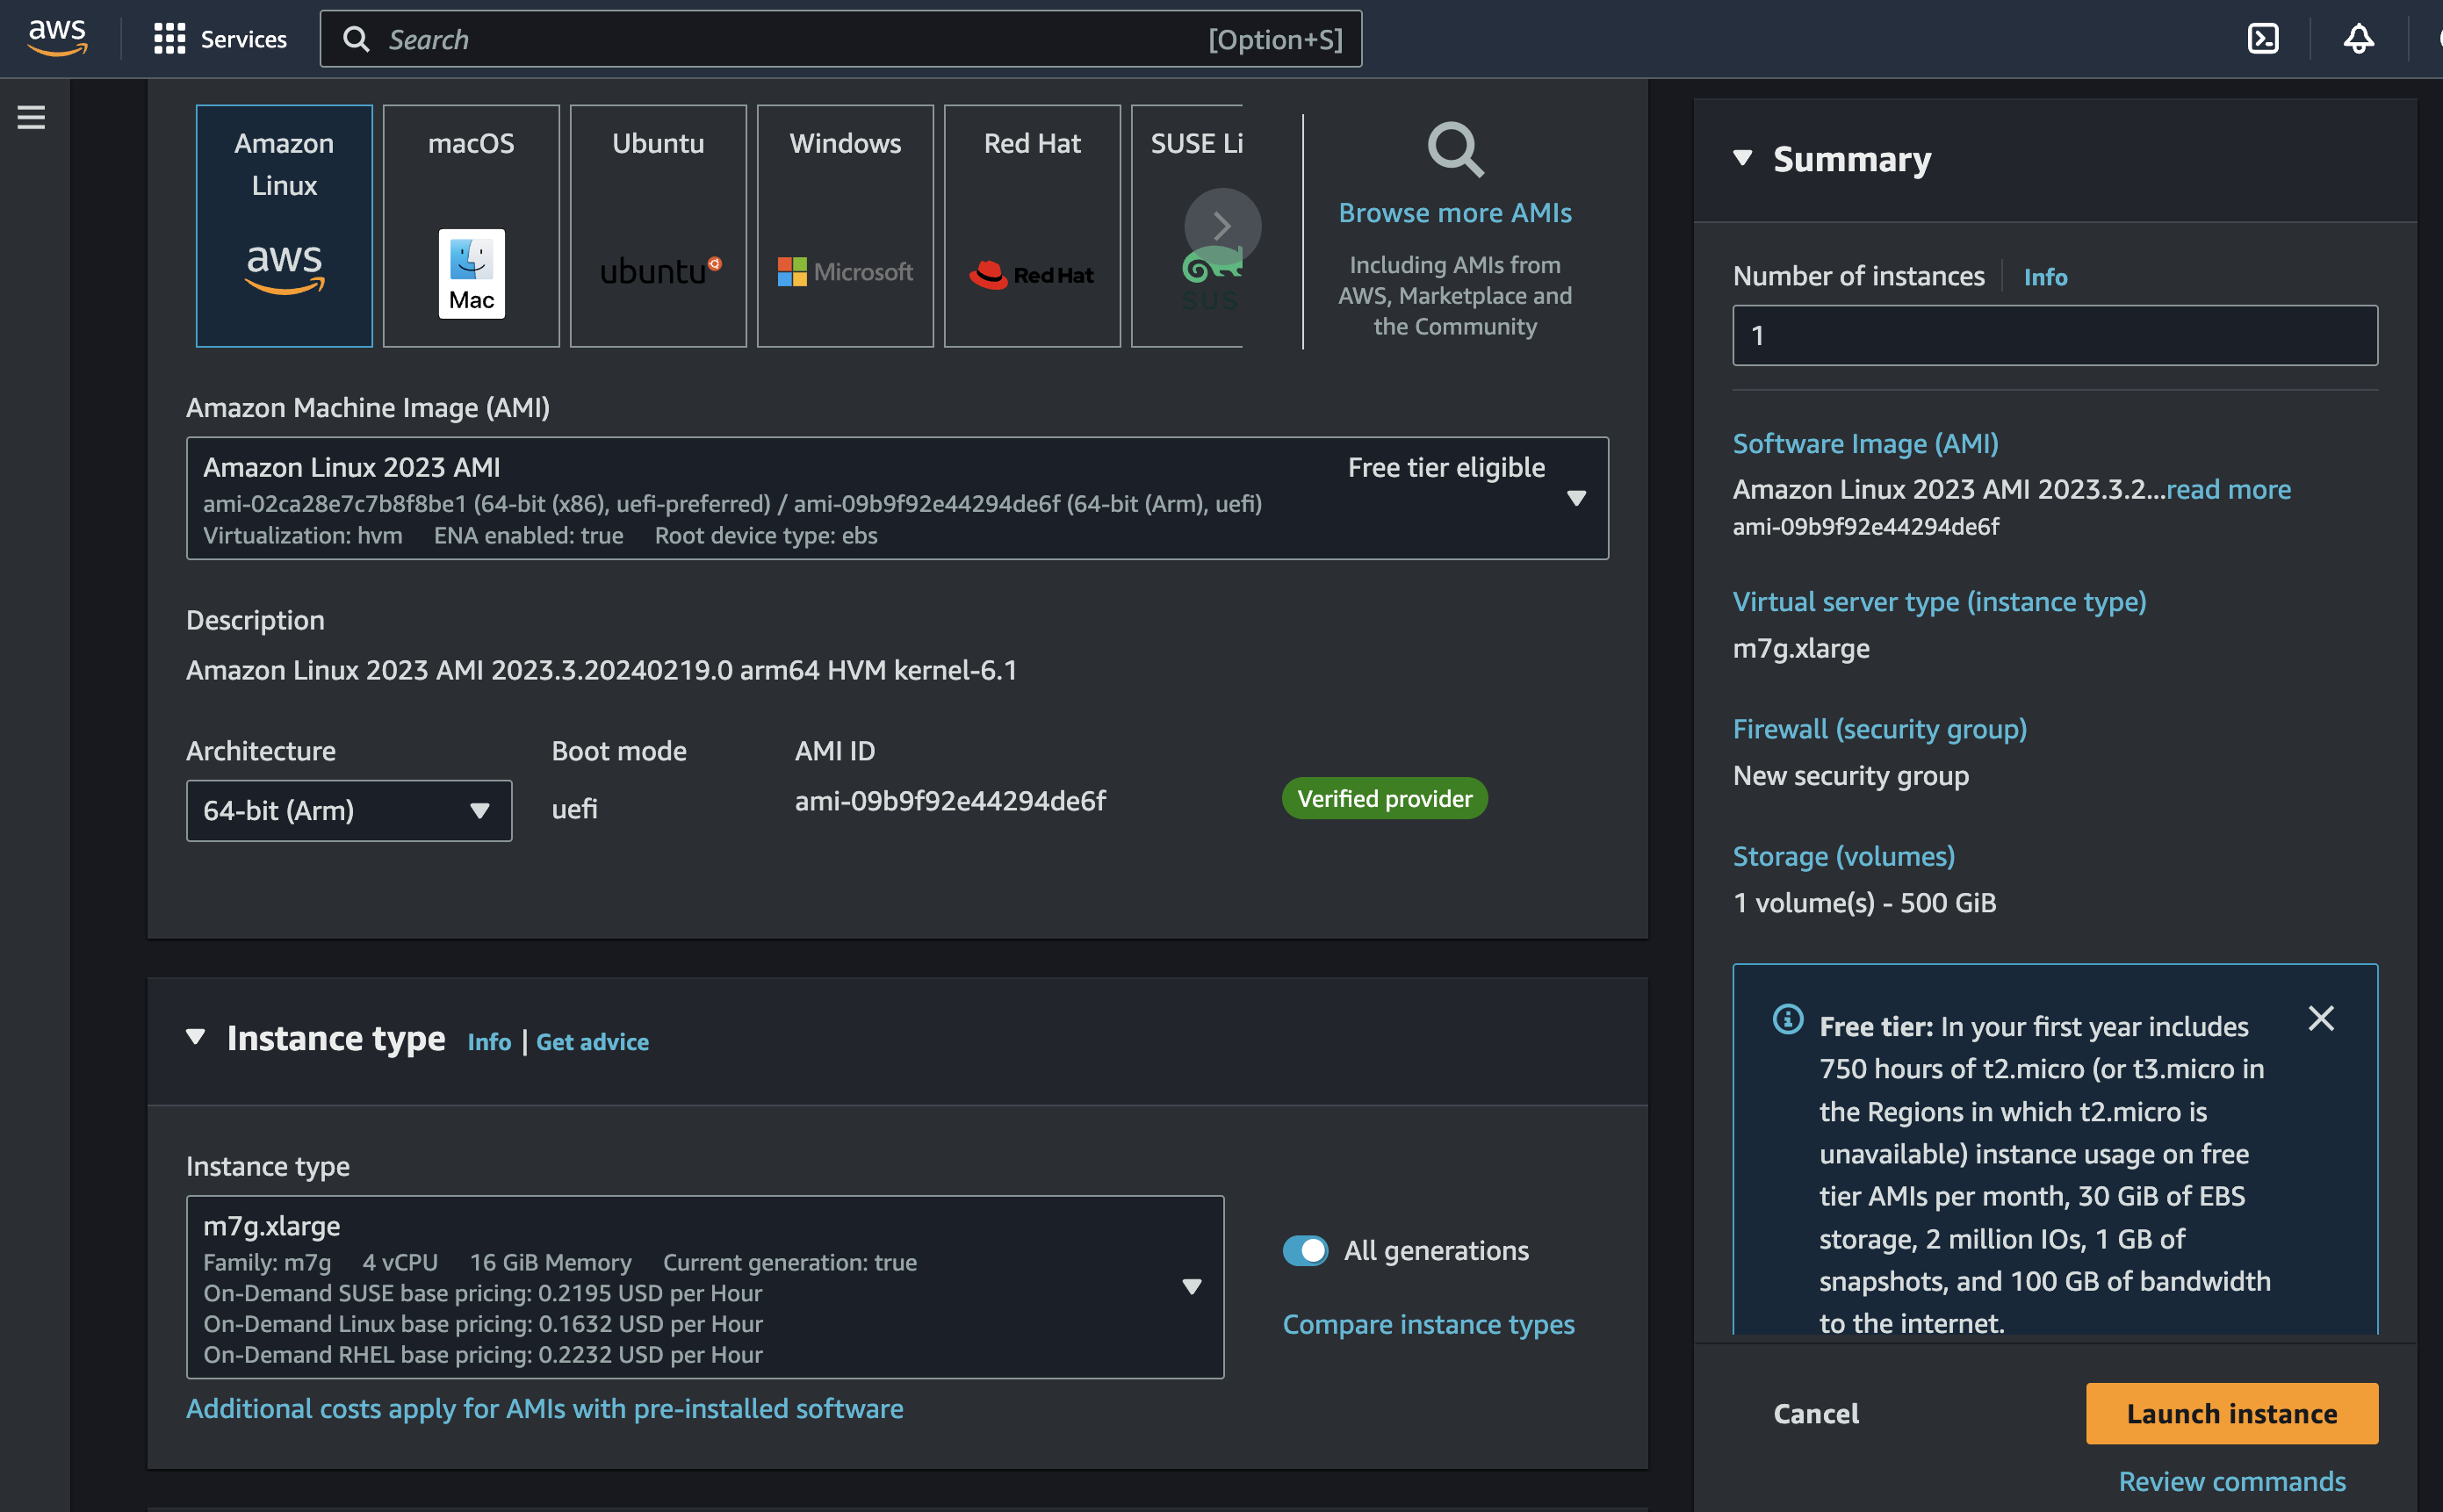 aws
Services
Search
[Option+S]
Amazon
Linux
aws
macOS
Mac
Ubuntu
ubuntu
Windows
Microsoft
Red Hat
Red Hat
SUSE Li
SUS
Browse more AMIs
Including AMIs from
AWS, Marketplace and
the Community
Amazon Machine Image (AMI)
Amazon Linux 2023 AMI
Free tier eligible
ami-02ca28e7c7b8f8be1 (64-bit (x86), uefi-preferred) / ami-09b9f92e44294de6f (64-bit (Arm), uefi)
Virtualization: hvm ENA enabled: true Root device type: ebs
Description
Amazon Linux 2023 AMI 2023.3.20240219.0 arm64 HVM kernel-6.1
Architecture
64-bit (Arm)
Boot mode
uefi
AMI ID
ami-09b9f92e44294de6f
Verified provider
Instance type
Info | Get advice
Instance type
m7g.xlarge
Family: m7g 4 vCPU 16 GiB Memory Current generation: true
On-Demand SUSE base pricing: 0.2195 USD per Hour
On-Demand Linux base pricing: 0.1632 USD per Hour
On-Demand RHEL base pricing: 0.2232 USD per Hour
Additional costs apply for AMIs with pre-installed software
All generations
Compare instance types
Summary
Number of instances
Info
1
Software Image (AMI)
Amazon Linux 2023 AMI 2023.3.2...read more
ami-09b9f92e44294de6f
Virtual server type (instance type)
m7g.xlarge
Firewall (security group)
New security group
Storage (volumes)
1 volume(s) - 500 GiB
Free tier: In your first year includes
750 hours of t2.micro (or t3.micro in
the Regions in which t2.micro is
unavailable) instance usage on free
tier AMIs per month, 30 GiB of EBS
storage, 2 million IOs, 1 GB of
snapshots, and 100 GB of bandwidth
to the internet.
Cancel
Launch instance
Review commands